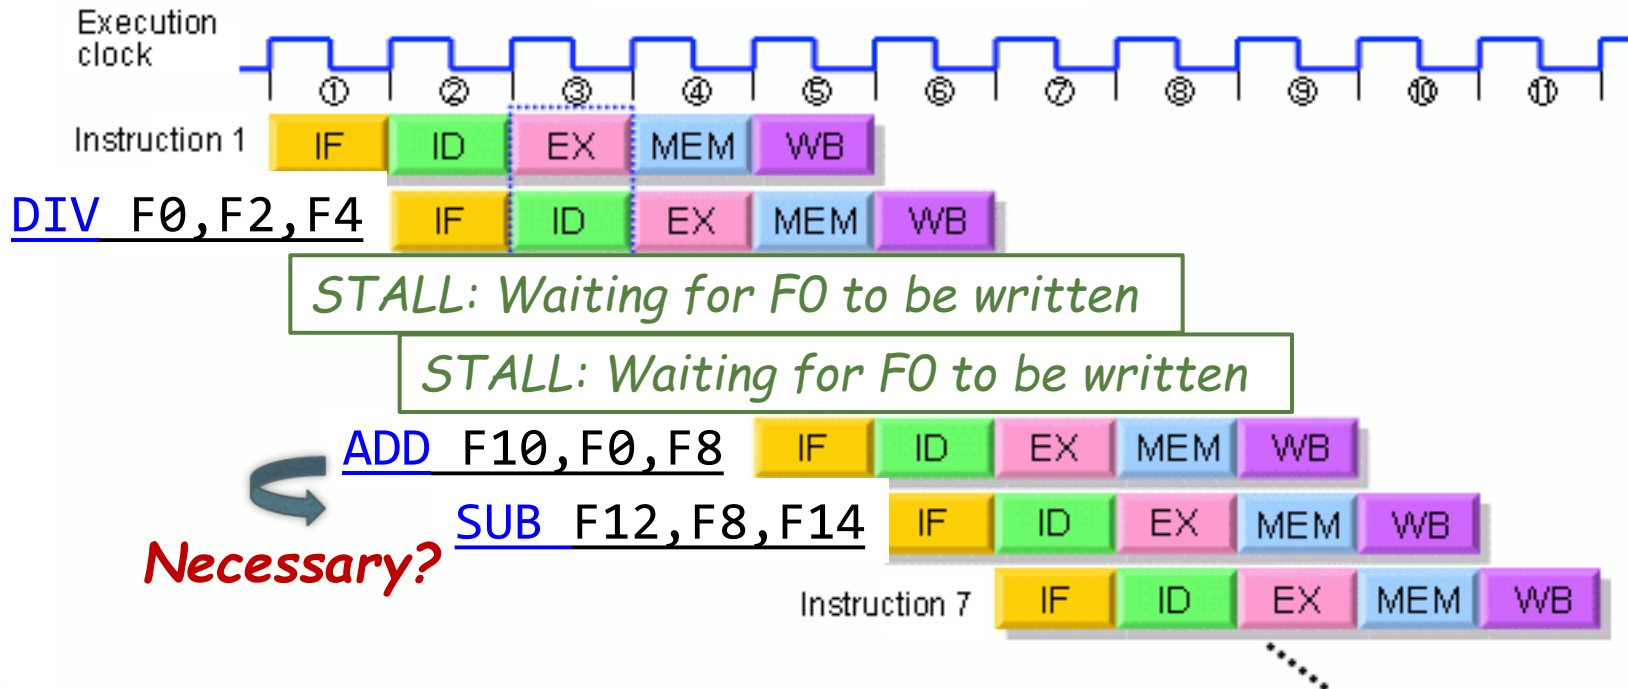 Execution
clock
① ② ③ ④ ⑤ ⑥ ⑦ ⑧ ⑨ ⑩ ⑪
Instruction 1 IF ID EX MEM WB
DIV F0,F2,F4 IF ID EX MEM WB
STALL: Waiting for F0 to be written
STALL: Waiting for F0 to be written
ADD F10,F0,F8 IF ID EX MEM WB
SUB F12,F8,F14 IF ID EX MEM WB
Necessary?
Instruction 7 IF ID EX MEM WB